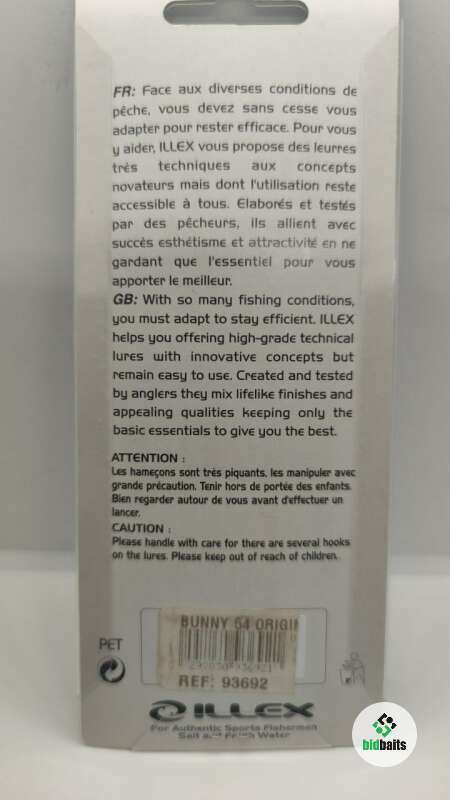 FR: Face aux diverses conditions de
pêche, vous devez sans cesse vous
adapter pour rester efficace. Pour vous
y aider, ILLEX vous propose des leurres
très techniques aux concepts
novateurs mais dont l'utilisation reste
accessible à tous. Elaborés et testés
par des pêcheurs, ils allient avec
succès esthétisme et attractivité en ne
gardant que l'essentiel pour vous
apporter le meilleur.
GB: With so many fishing conditions,
you must adapt to stay efficient. ILLEX
helps you offering high-grade technical
lures with innovative concepts but
remain easy to use. Created and tested
by anglers they mix lifelike finishes and
appealing qualities keeping only the
basic essentials to give you the best.
ATTENTION :
Les hameçons sont très piquants, les manipuler avec
grande précaution. Tenir hors de portée des enfants.
Bien regarder autour de vous avant d'effectuer un
lancer.
CAUTION :
Please handle with care for there are several hooks
on the lures. Please keep out of reach of children.
BUNNY 54 ORIGI
REF: 93692
PET
ILLEX
For Authentic Sports Fishermen
Salt and Fresh Water
bidbaits